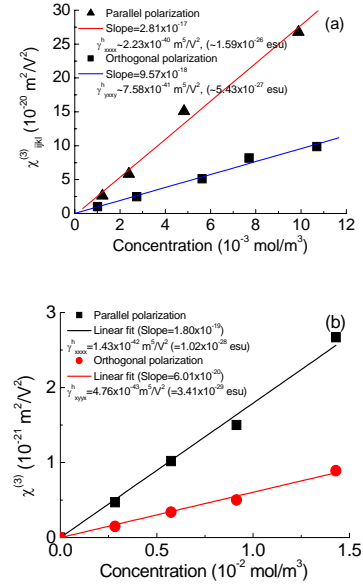 (a)
Parallel polarization
Slope=2.81x10⁻¹⁷
γʰxxxx~2.23x10⁻⁴⁰ m⁵/V², (~1.59x10⁻²⁶ esu)
Orthogonal polarization
Slope=9.57x10⁻¹⁸
γʰyxxy~7.58x10⁻⁴¹ m⁵/V², (~5.43x10⁻²⁷ esu)
χ⁽³⁾ijkl (10⁻²⁰ m²/V²)
30
25
20
15
10
5
0
0 2 4 6 8 10 12
Concentration (10⁻³ mol/m³)
(b)
Parallel polarization
Linear fit (Slope=1.80x10⁻¹⁹)
γʰxxxx=1.43x10⁻⁴² m⁵/V² (=1.02x10⁻²⁸ esu)
Orthogonal polarization
Linear fit (Slope=6.01x10⁻²⁰)
γʰxyyx=4.76x10⁻⁴³ m⁵/V² (=3.41x10⁻²⁹ esu)
χ⁽³⁾ (10⁻²¹ m²/V²)
3
2
1
0
0.0 0.5 1.0 1.5
Concentration (10⁻² mol/m³)